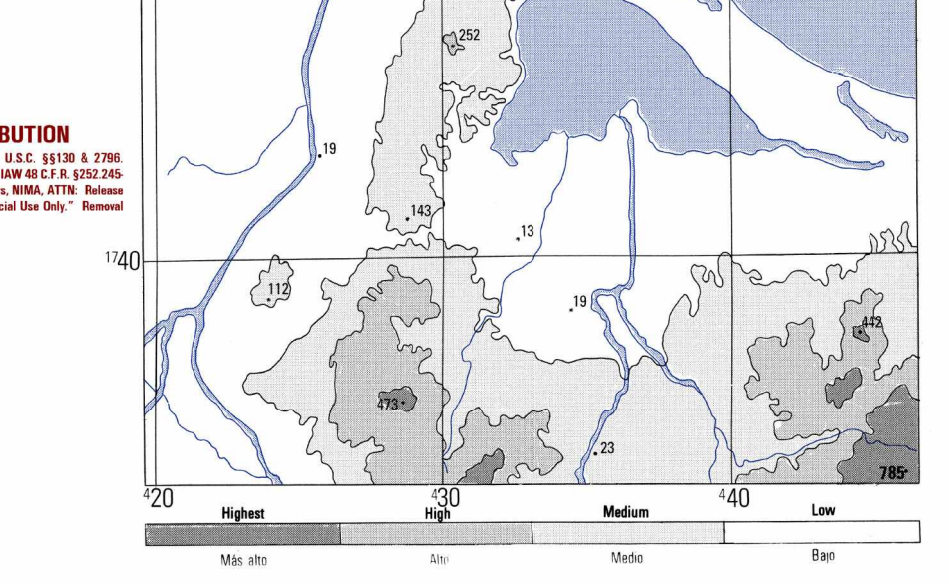 252
BUTION
U.S.C. §§130 & 2796.
IAW 48 C.F.R. §252.245-
rs, NIMA, ATTN: Release
cial Use Only." Removal
19
143
13
1740
112
19
442
473
23
785
420
430
440
Highest
High
Medium
Low
Más alto
Alto
Medio
Bajo